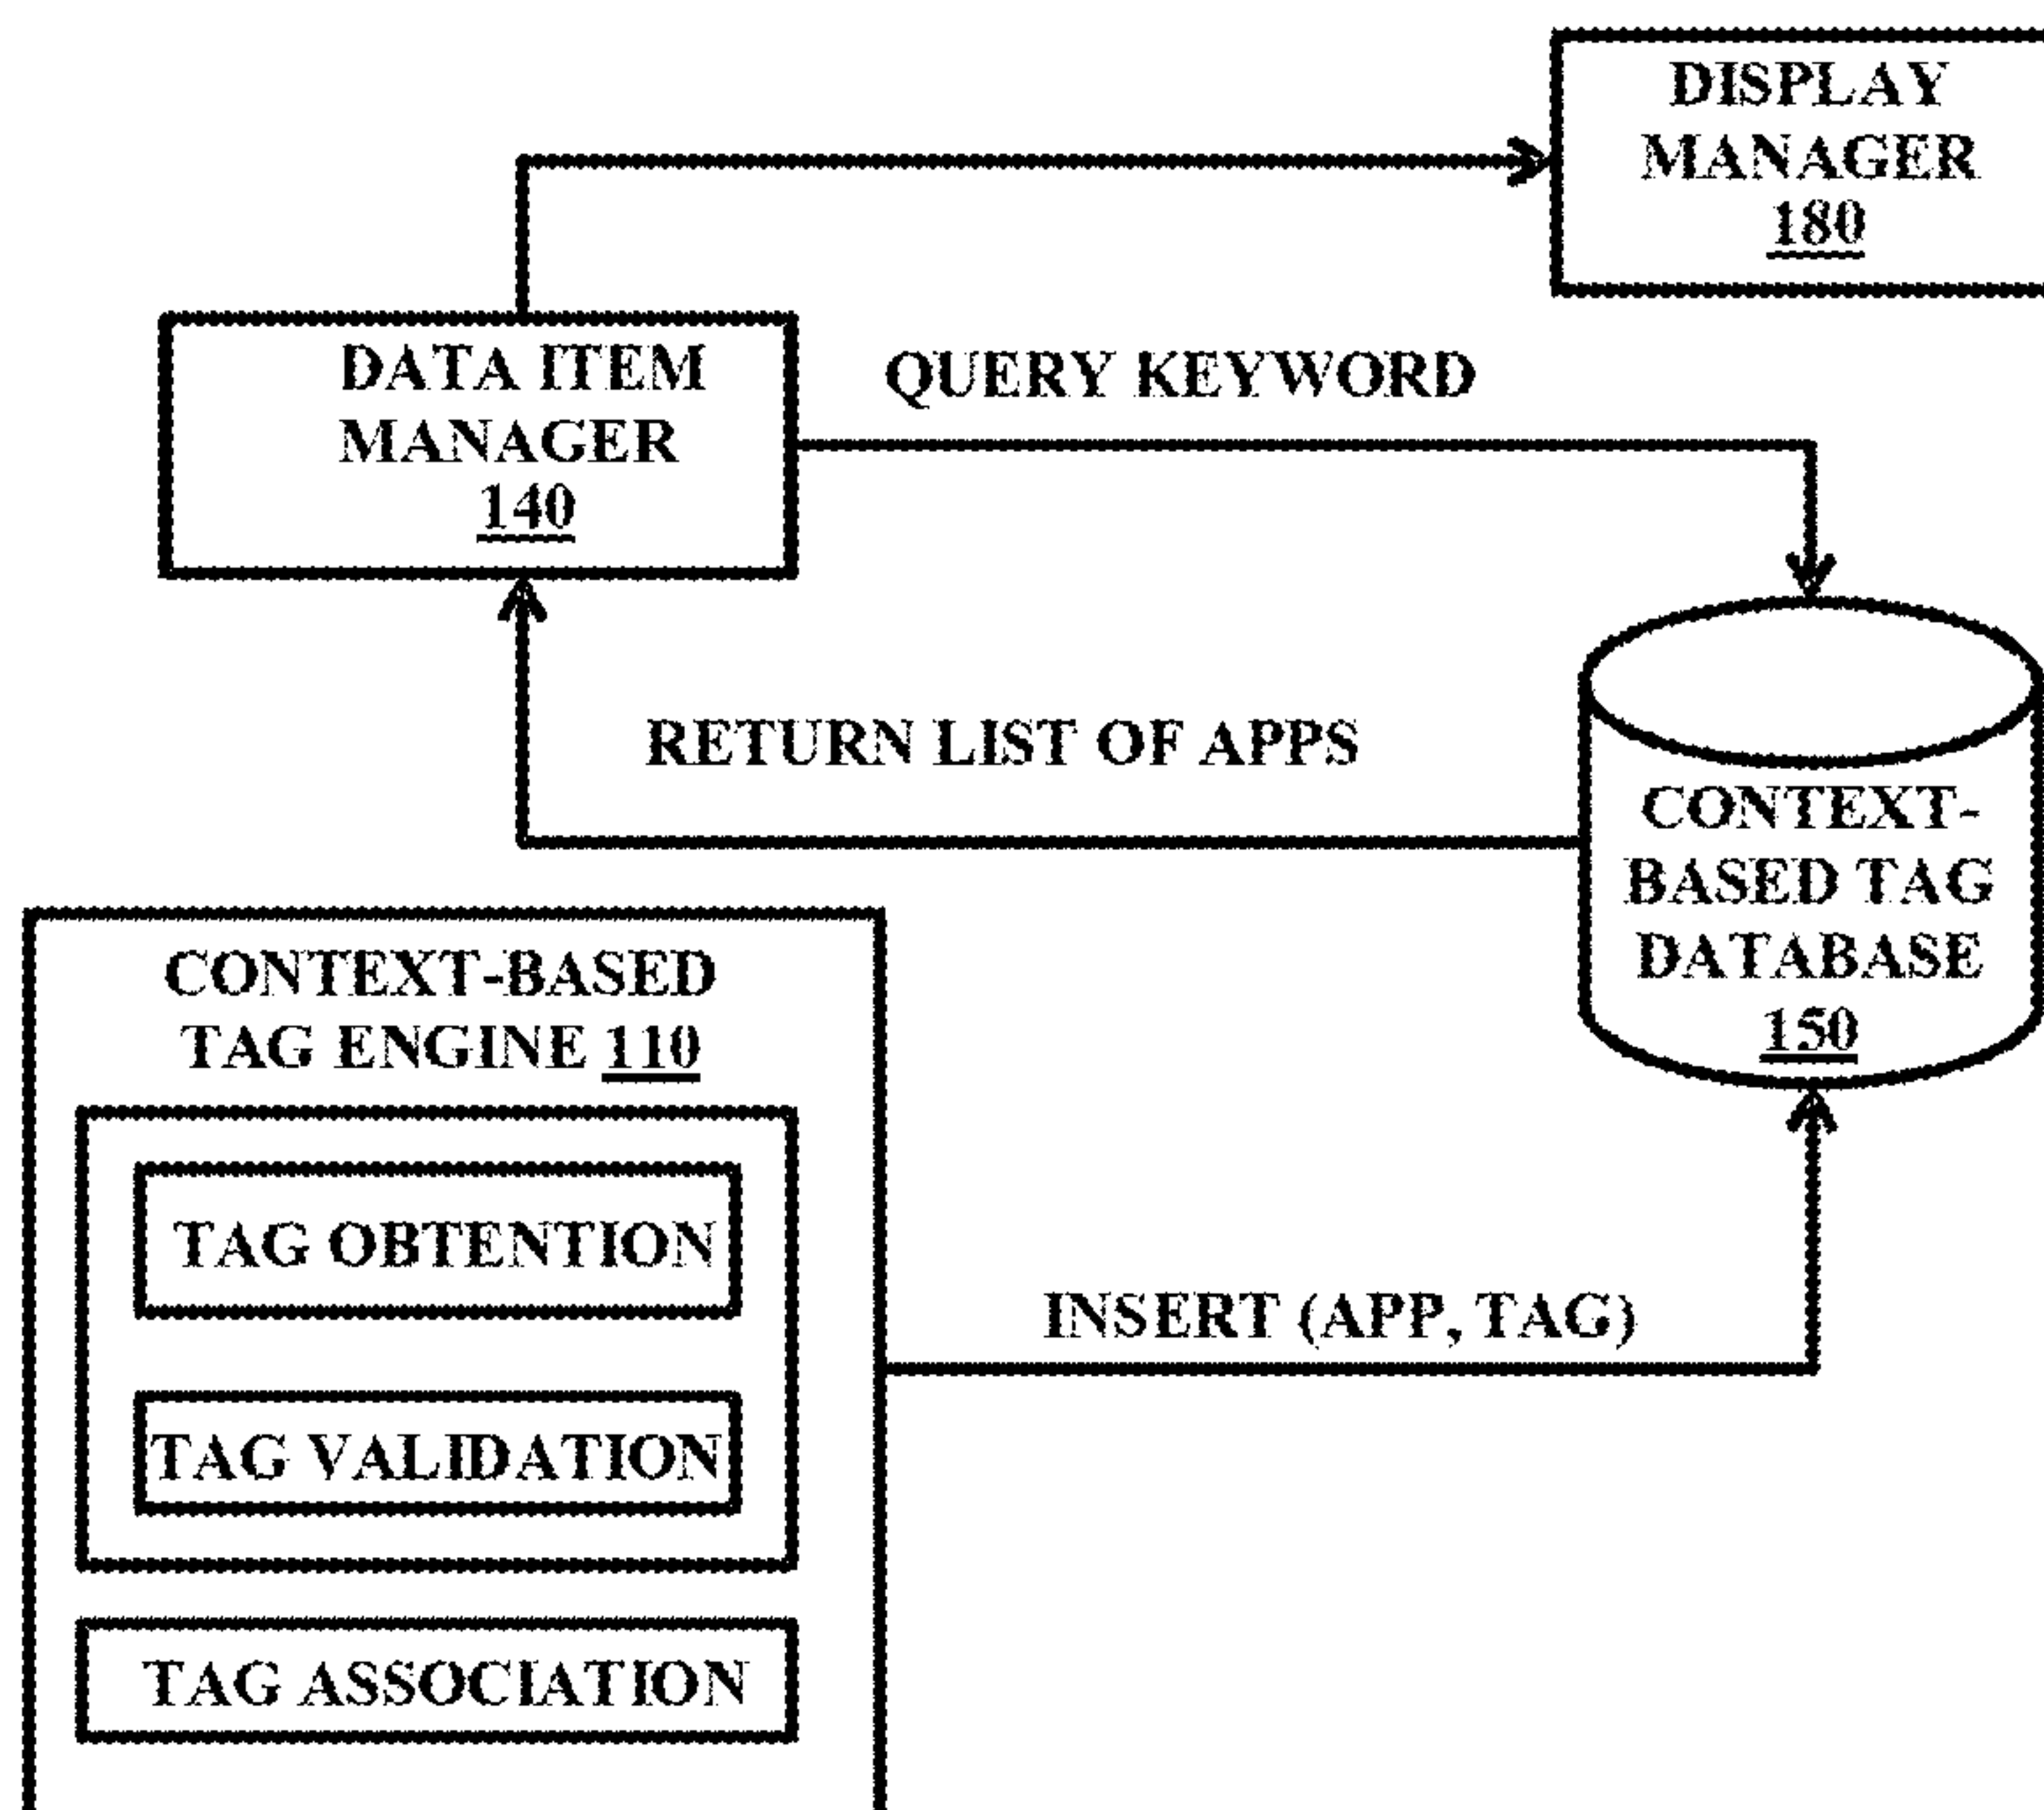 DISPLAY
MANAGER
180
DATA ITEM
MANAGER
140
QUERY KEYWORD
RETURN LIST OF APPS
CONTEXT-
BASED TAG
DATABASE
150
CONTEXT-BASED
TAG ENGINE 110
TAG OBTENTION
TAG VALIDATION
INSERT (APP, TAG)
TAG ASSOCIATION